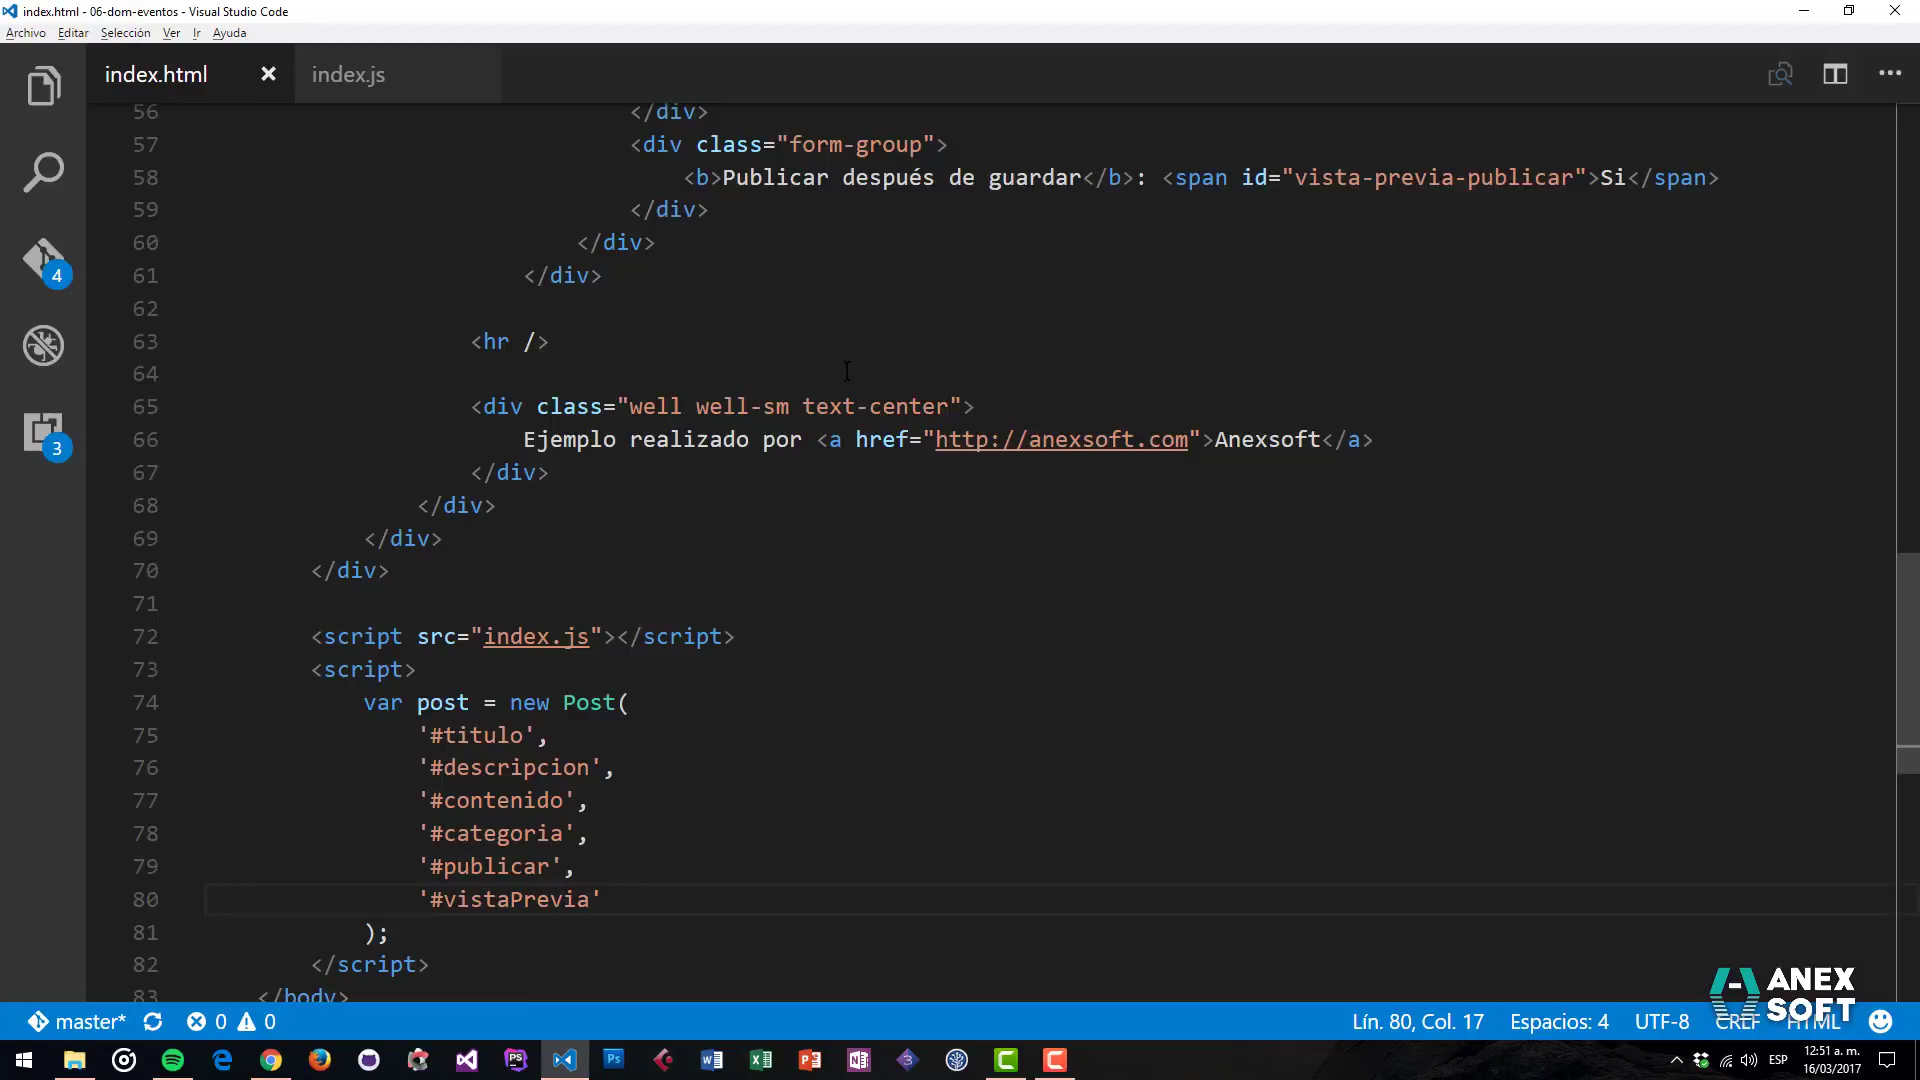 index.html - 06-dom-eventos - Visual Studio Code
Archivo Editar Selección Ver Ir Ayuda
index.html index.js
56 </div>
57 <div class="form-group">
58 <b>Publicar después de guardar</b>: <span id="vista-previa-publicar">Si</span>
59 </div>
60 </div>
61 </div>
62
63 <hr />
64
65 <div class="well well-sm text-center">
66 Ejemplo realizado por <a href="http://anexsoft.com">Anexsoft</a>
67 </div>
68 </div>
69 </div>
70 </div>
71
72 <script src="index.js"></script>
73 <script>
74 var post = new Post(
75 '#titulo',
76 '#descripcion',
77 '#contenido',
78 '#categoria',
79 '#publicar',
80 '#vistaPrevia'
81 );
82 </script>
83 </body>
4
3
ANEX
SOFT
master* 0 0 Lín. 80, Col. 17 Espacios: 4 UTF-8 CRLF HTML
ESP 12:51 a. m.
16/03/2017